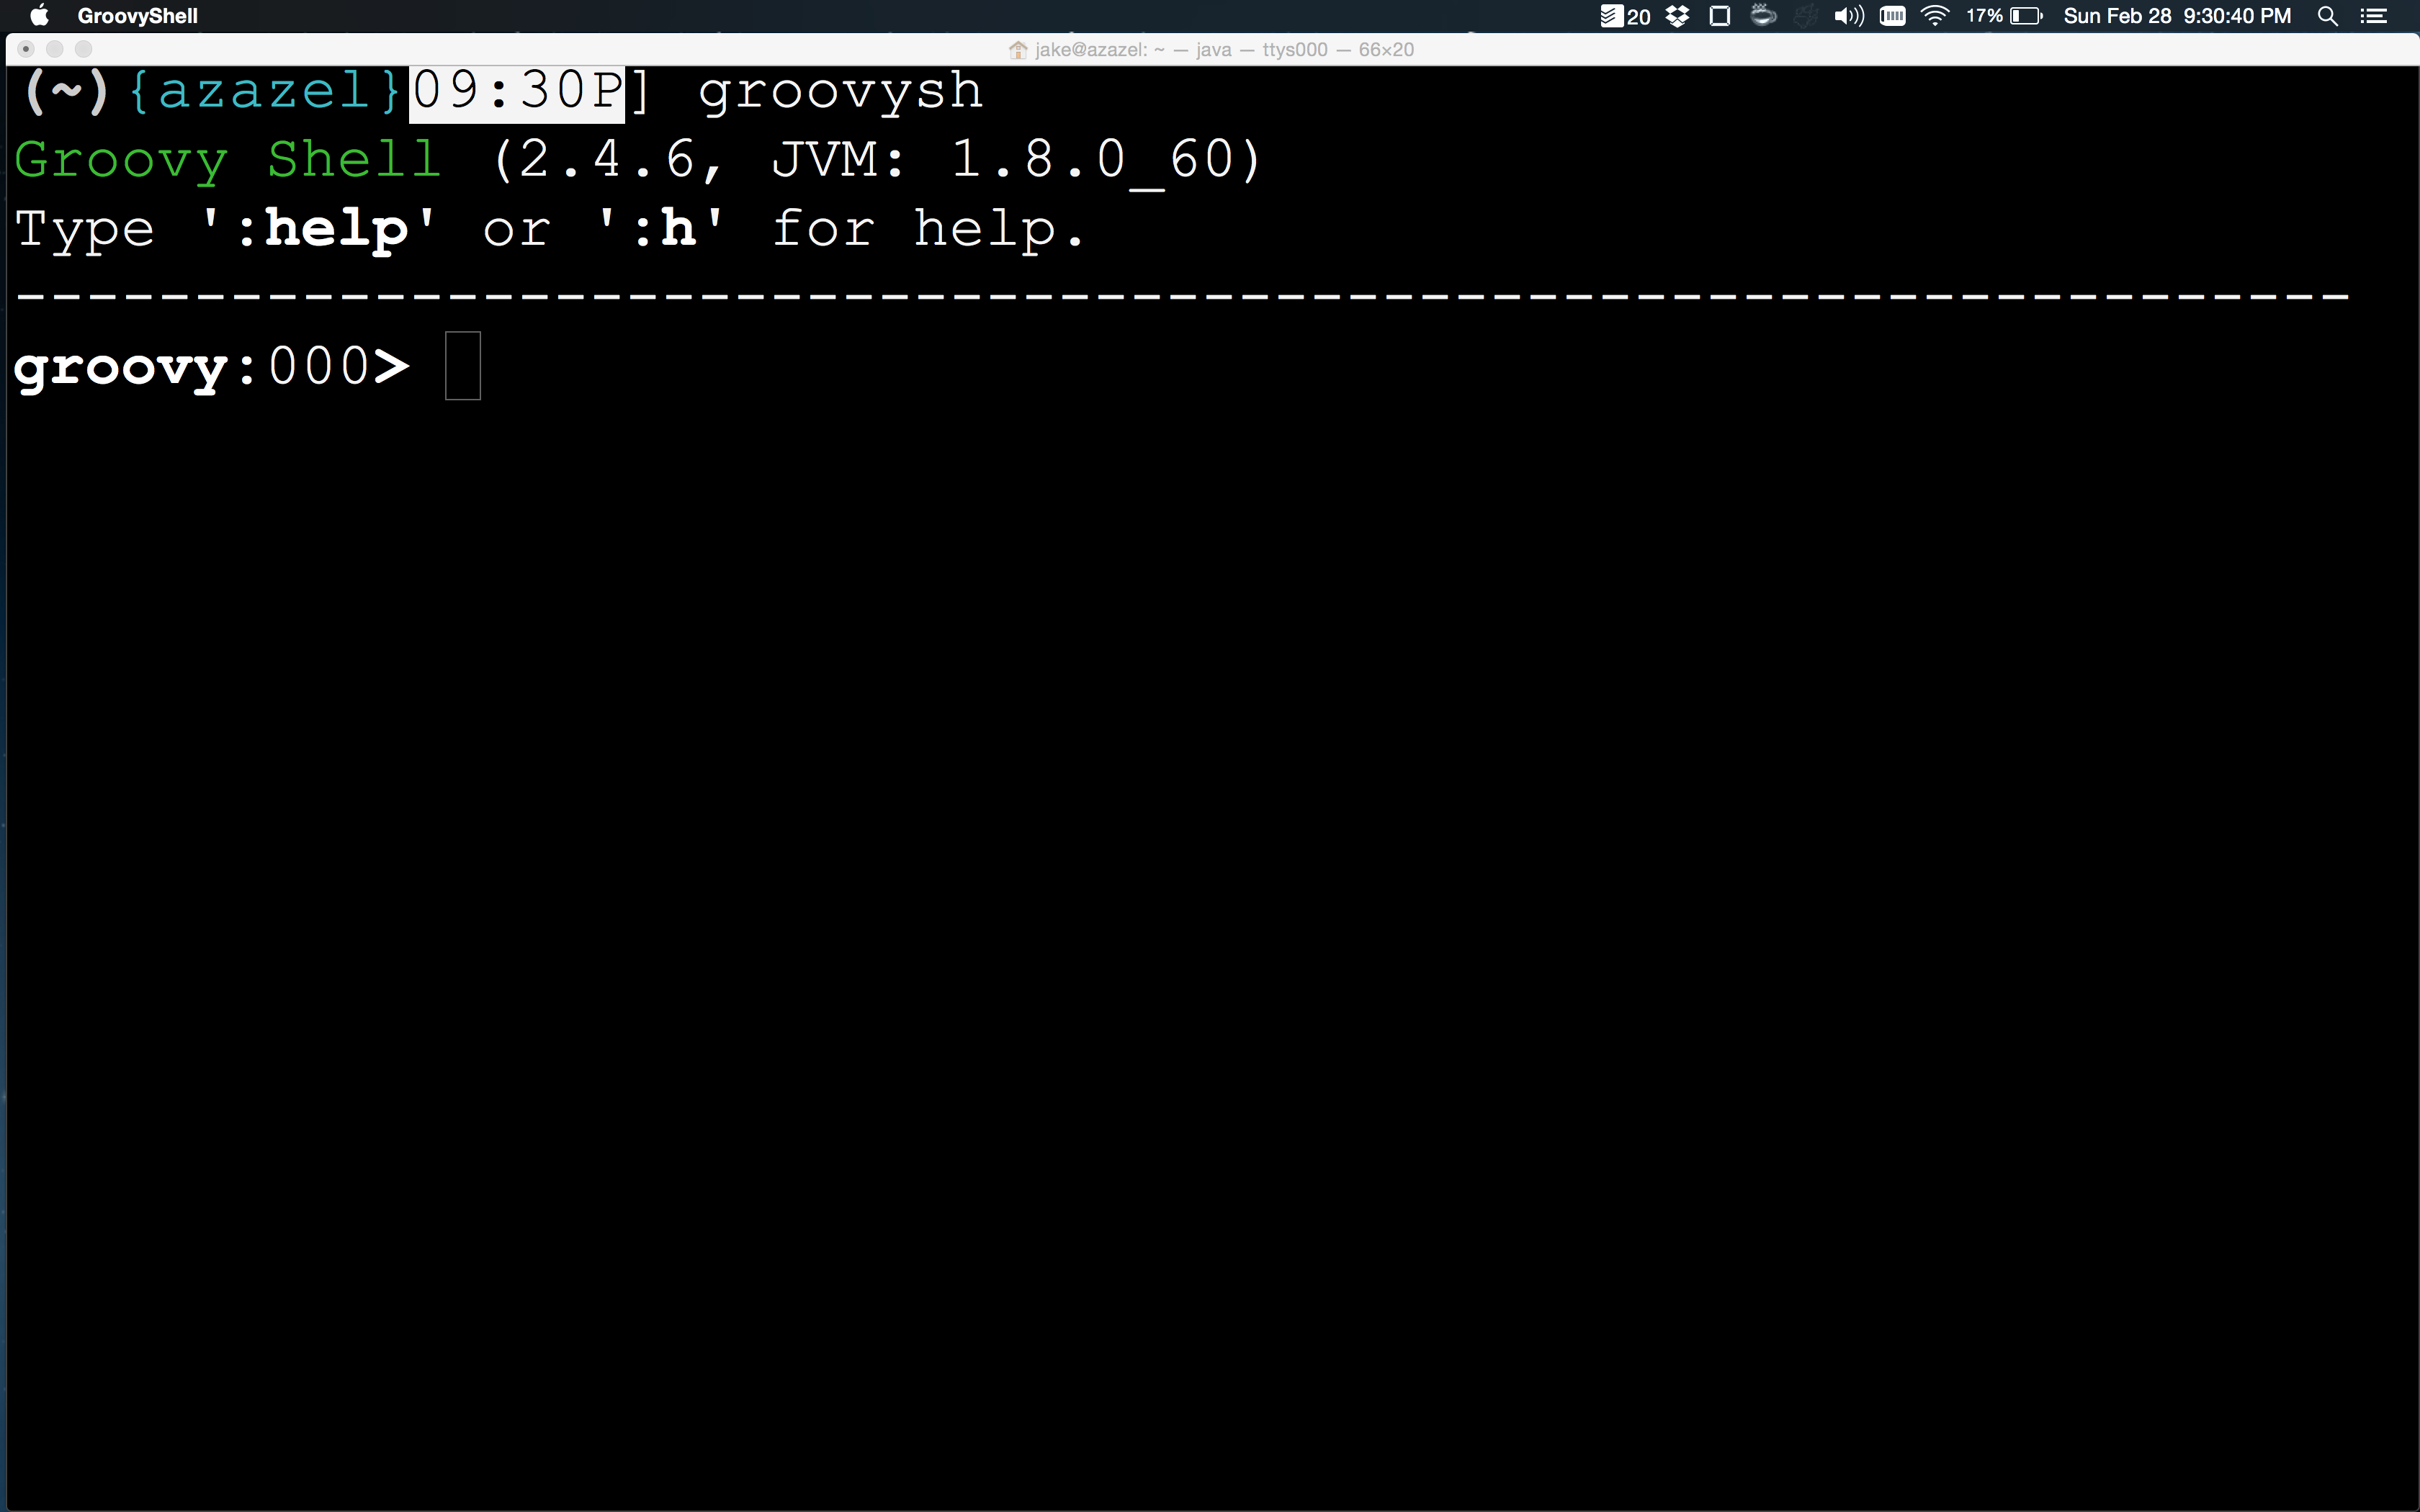 GroovyShell 20 17% Sun Feb 28 9:30:40 PM
jake@azazel: ~ — java — ttys000 — 66×20
(~){azazel}09:30P] groovysh
Groovy Shell (2.4.6, JVM: 1.8.0_60)
Type ':help' or ':h' for help.
-----------------------------------------------------------------
groovy:000>